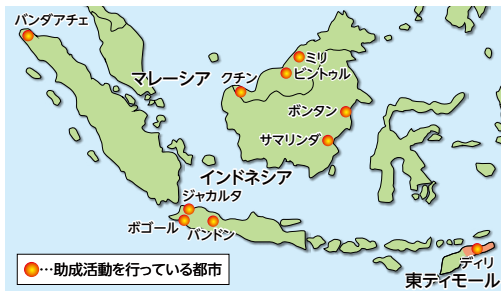 バンダアチェ
ミリ
マレーシア
クチン
ビントゥル
ボンタン
サマリンダ
インドネシア
ジャカルタ
ボゴール
バンドン
…助成活動を行っている都市
ディリ
東ティモール